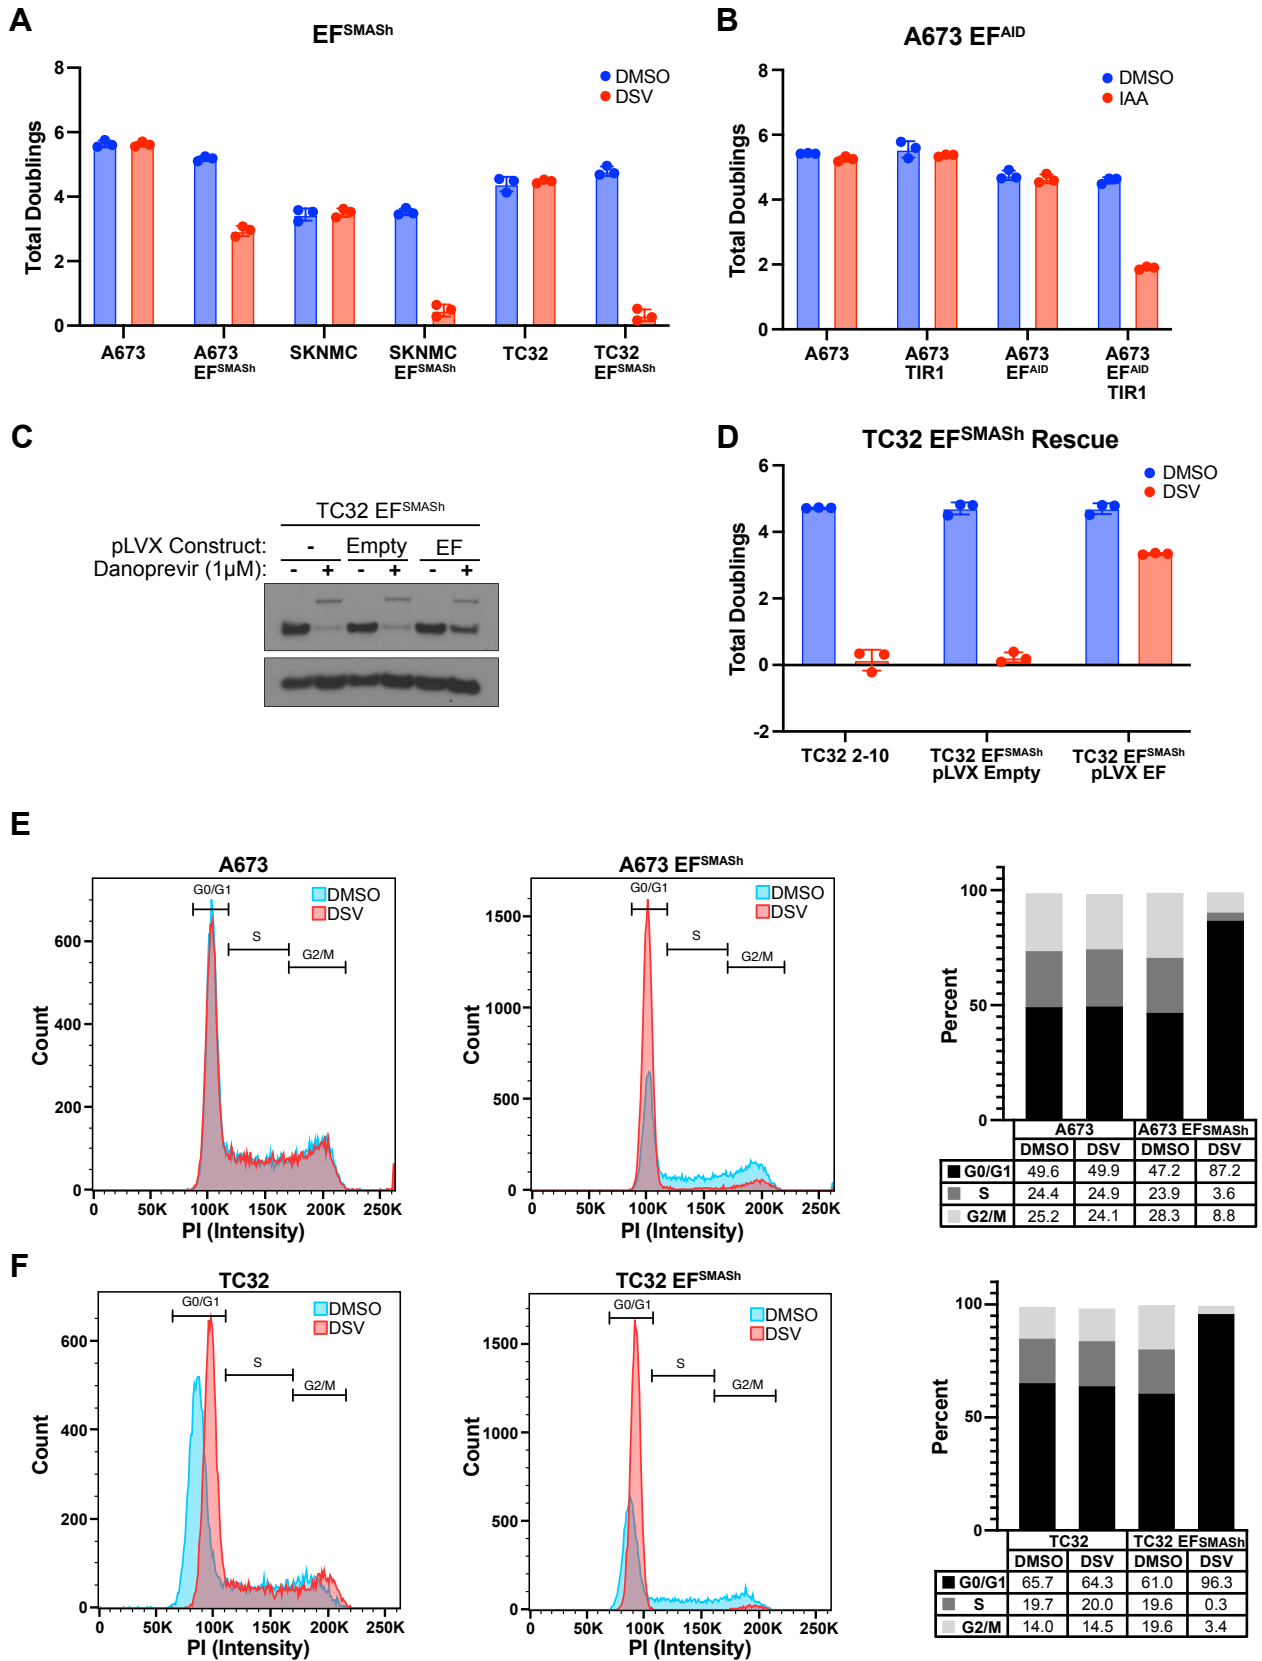 A
EFSMASh
DMSO
DSV
Total Doublings
8
6
4
2
0
A673
A673
EFSMASh
SKNMC
SKNMC
EFSMASh
TC32
TC32
EFSMASh
B
A673 EFAID
DMSO
IAA
Total Doublings
8
6
4
2
0
A673
A673
TIR1
A673
EFAID
A673
EFAID
TIR1
C
TC32 EFSMASh
pLVX Construct: - Empty EF
Danoprevir (1µM): - + - + - +
D
TC32 EFSMASh Rescue
DMSO
DSV
Total Doublings
6
4
2
0
-2
TC32 2-10
TC32 EFSMASh
pLVX Empty
TC32 EFSMASh
pLVX EF
E
A673
G0/G1
S
G2/M
DMSO
DSV
Count
600
400
200
0
0 50K 100K 150K 200K 250K
PI (Intensity)
A673 EFSMASh
G0/G1
S
G2/M
DMSO
DSV
Count
1500
1000
500
0
0 50K 100K 150K 200K 250K
PI (Intensity)
Percent
100
50
0
A673 A673 EFSMASh
DMSO DSV DMSO DSV
G0/G1 49.6 49.9 47.2 87.2
S 24.4 24.9 23.9 3.6
G2/M 25.2 24.1 28.3 8.8
F
TC32
G0/G1
S
G2/M
DMSO
DSV
Count
600
400
200
0
0 50K 100K 150K 200K 250K
PI (Intensity)
TC32 EFSMASh
G0/G1
S
G2/M
DMSO
DSV
Count
1500
1000
500
0
0 50K 100K 150K 200K 250K
PI (Intensity)
Percent
100
50
0
TC32 TC32 EFSMASh
DMSO DSV DMSO DSV
G0/G1 65.7 64.3 61.0 96.3
S 19.7 20.0 19.6 0.3
G2/M 14.0 14.5 19.6 3.4